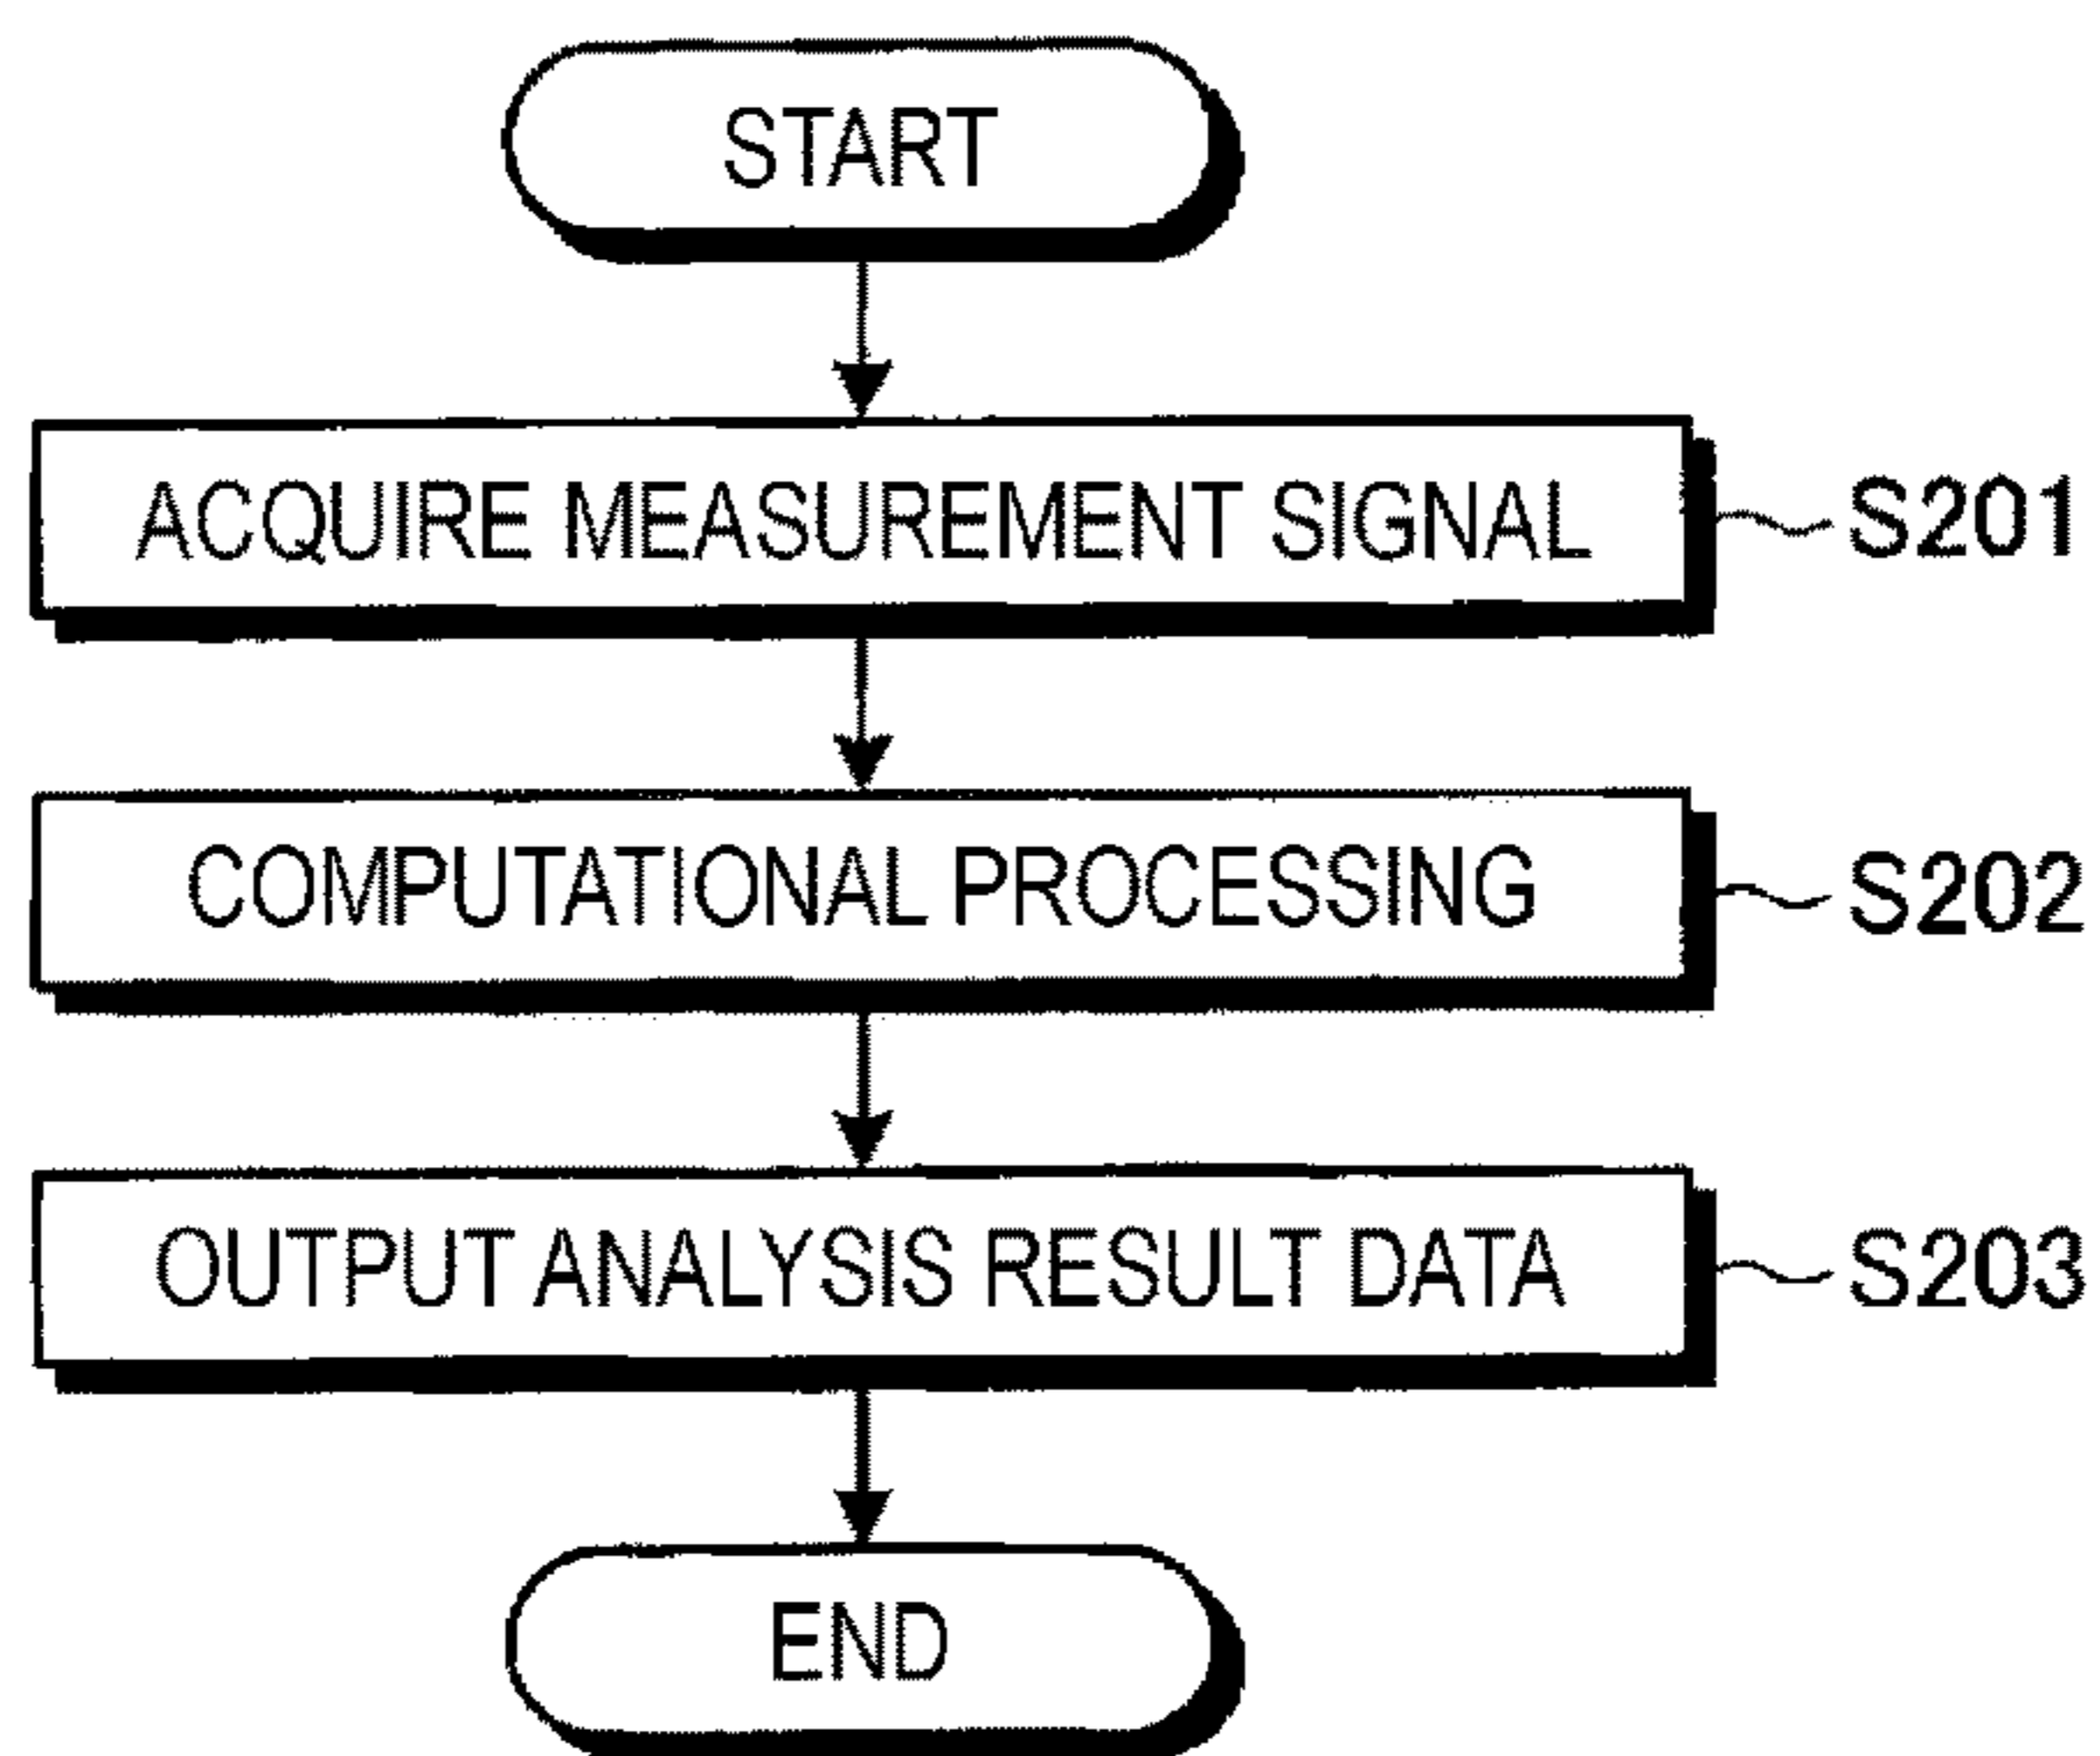 START
ACQUIRE MEASUREMENT SIGNAL S201
COMPUTATIONAL PROCESSING S202
OUTPUT ANALYSIS RESULT DATA S203
END